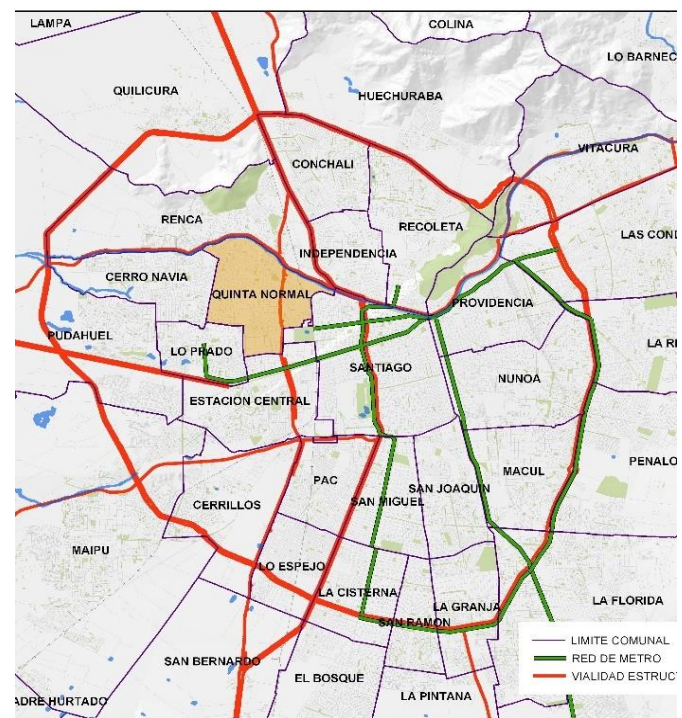 LAMPA
COLINA
LO BARNEC
QUILICURA
HUECHURABA
VITACURA
CONCHALI
RENCA
RECOLETA
INDEPENDENCIA
LAS COND
CERRO NAVIA
QUINTA NORMAL
PROVIDENCIA
PUDAHUEL
LO PRADO
SANTIAGO
LA RE
NUNOA
ESTACION CENTRAL
PENALO
MACUL
PAC
SAN JOAQUIN
CERRILLOS
SAN MIGUEL
MAIPU
LO ESPEJO
LA CISTERNA
LA GRANJA
LA FLORIDA
SAN RAMON
LIMITE COMUNAL
RED DE METRO
VIALIDAD ESTRUCT
SAN BERNARDO
EL BOSQUE
LA PINTANA
ADRE HURTADO